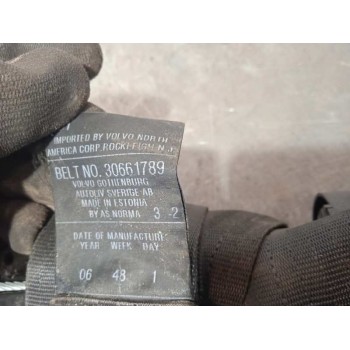 IMPORTED BY VOLVO NORTH
AMERICA CORP. ROCKLEIGH N.J.
BELT NO. 30661789
VOLVO GOTHENBURG
AUTOLIV SVERIGE AB
MADE IN ESTONIA
BY AS NORMA 3 -2
DATE OF MANUFACTURE
YEAR WEEK DAY
06 48 1